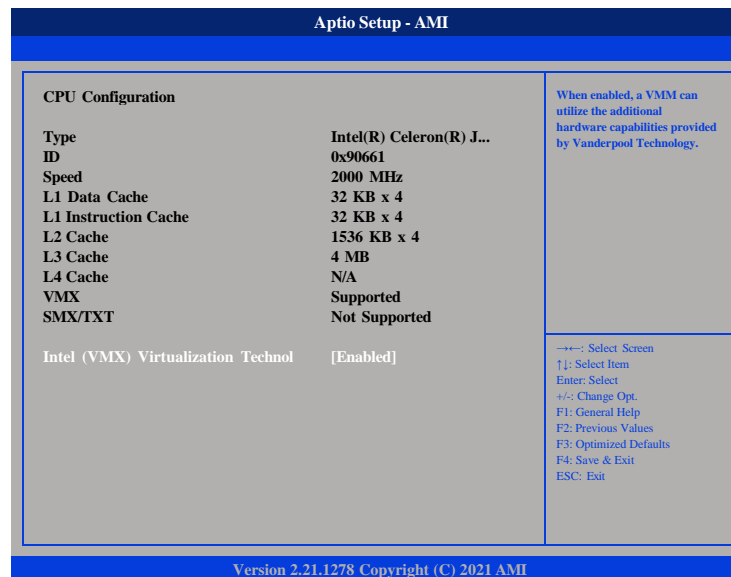 Aptio Setup - AMI
CPU Configuration
Type Intel(R) Celeron(R) J...
ID 0x90661
Speed 2000 MHz
L1 Data Cache 32 KB x 4
L1 Instruction Cache 32 KB x 4
L2 Cache 1536 KB x 4
L3 Cache 4 MB
L4 Cache N/A
VMX Supported
SMX/TXT Not Supported
Intel (VMX) Virtualization Technol [Enabled]
When enabled, a VMM can
utilize the additional
hardware capabilities provided
by Vanderpool Technology.
→←: Select Screen
↑↓: Select Item
Enter: Select
+/-: Change Opt.
F1: General Help
F2: Previous Values
F3: Optimized Defaults
F4: Save & Exit
ESC: Exit
Version 2.21.1278 Copyright (C) 2021 AMI